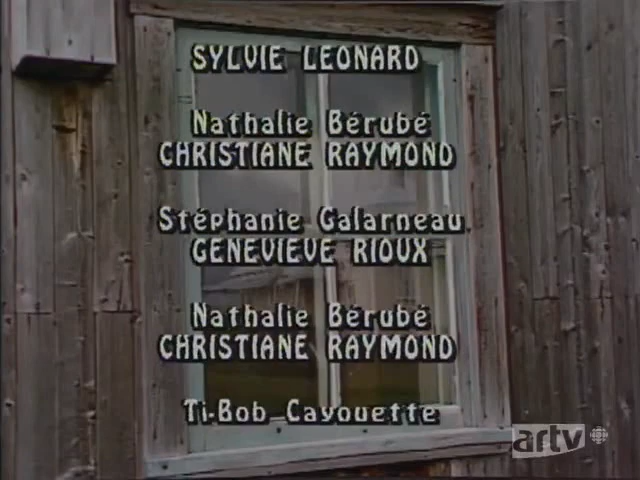 SYLVIE LEONARD
Nathalie Bérubé
CHRISTIANE RAYMOND
Stéphanie Galarneau
GENEVIEVE RIOUX
Nathalie Bérubé
CHRISTIANE RAYMOND
Ti-Bob Cayouette
artv